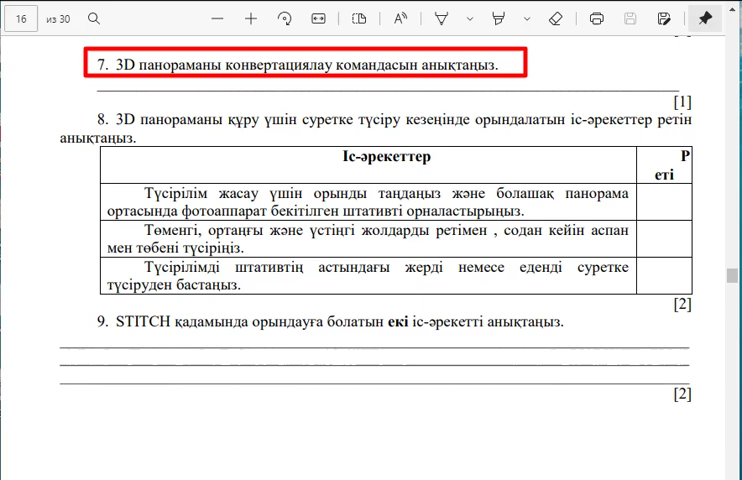 16 из 30
7. 3D панораманы конвертациялау командасын анықтаңыз.
[1]
8. 3D панораманы құру үшін суретке түсіру кезеңінде орындалатын іс-әрекеттер ретін
анықтаңыз.
Іс-әрекеттер Р
еті
Түсірілім жасау үшін орынды таңдаңыз және болашақ панорама
ортасында фотоаппарат бекітілген штативті орналастырыңыз.
Төменгі, ортаңғы және үстіңгі жолдарды ретімен , содан кейін аспан
мен төбені түсіріңіз.
Түсірілімді штативтің астындағы жерді немесе еденді суретке
түсіруден бастаңыз.
[2]
9. STITCH қадамында орындауға болатын екі іс-әрекетті анықтаңыз.
[2]